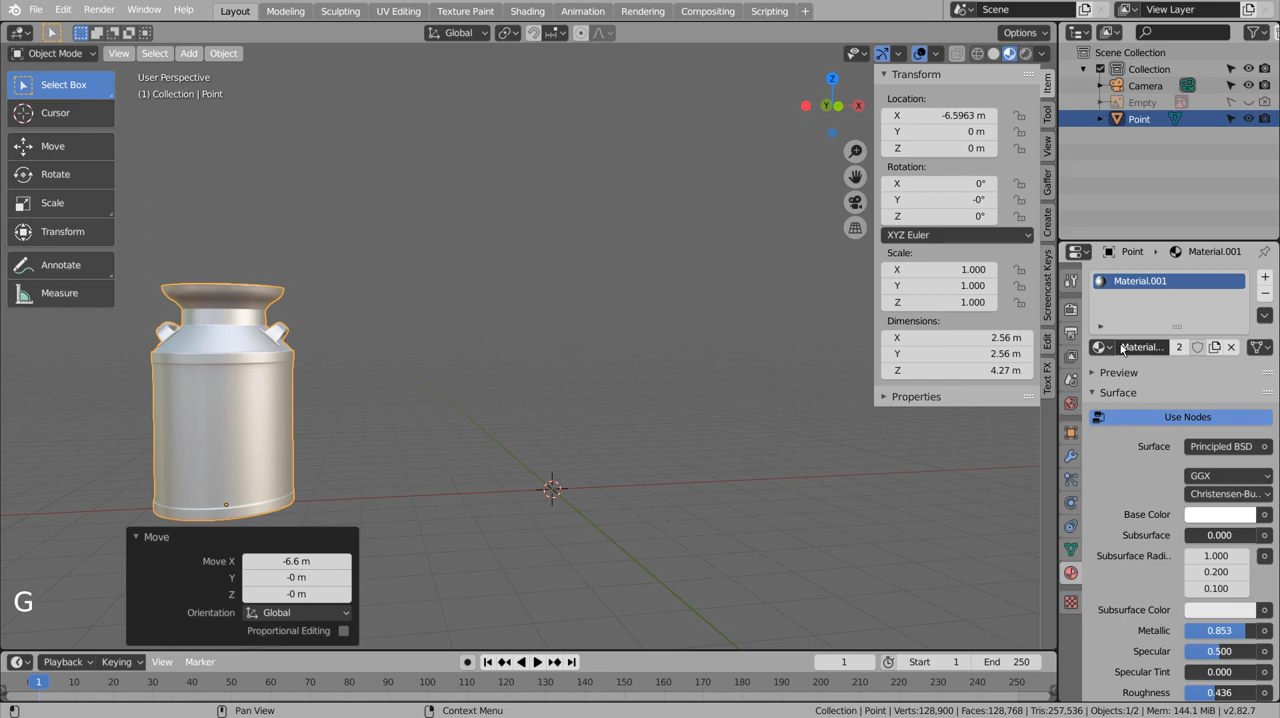 File Edit Render Window Help Layout Modeling Sculpting UV Editing Texture Paint Shading Animation Rendering Compositing Scripting + Scene View Layer
Global Options
Object Mode View Select Add Object
User Perspective
(1) Collection | Point
Select Box
Cursor
Move
Rotate
Scale
Transform
Annotate
Measure
Z
Y
X
Transform
Location:
X -6.5963 m
Y 0 m
Z 0 m
Rotation:
X 0°
Y -0°
Z 0°
XYZ Euler
Scale:
X 1.000
Y 1.000
Z 1.000
Dimensions:
X 2.56 m
Y 2.56 m
Z 4.27 m
Properties
Item
Tool
View
Gaffer
Create
Screencast Keys
Edit
Text FX
Scene Collection
Collection
Camera
Empty
Point
Point Material.001
Material.001
Material... 2
Preview
Surface
Use Nodes
Surface Principled BSD
GGX
Christensen-Bu..
Base Color
Subsurface 0.000
Subsurface Radi.. 1.000
0.200
0.100
Subsurface Color
Metallic 0.853
Specular 0.500
Specular Tint 0.000
Roughness 0.436
Move
Move X -6.6 m
Y -0 m
Z -0 m
Orientation Global
Proportional Editing
G
Playback Keying View Marker 1 Start 1 End 250
1 10 20 30 40 50 60 70 80 90 100 110 120 130 140 150 160 170 180 190 200 210 220 230 240 250
Pan View Context Menu Collection | Point | Verts:128,900 | Faces:128,768 | Tris:257,536 | Objects:1/2 | Mem: 144.1 MiB | v2.82.7